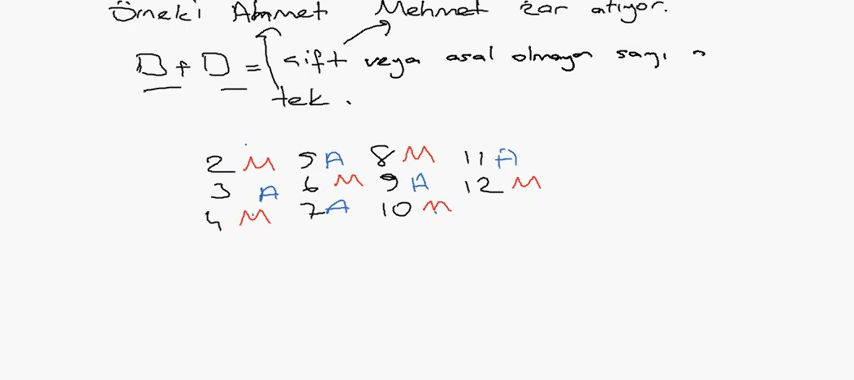 Örnek: Ahmet Mehmet zar atıyor.
D + D = ( çift veya asal olmayan sayı
tek .
2 M 5 A 8 M 11 A
3 A 6 M 9 A 12 M
4 M 7 A 10 M